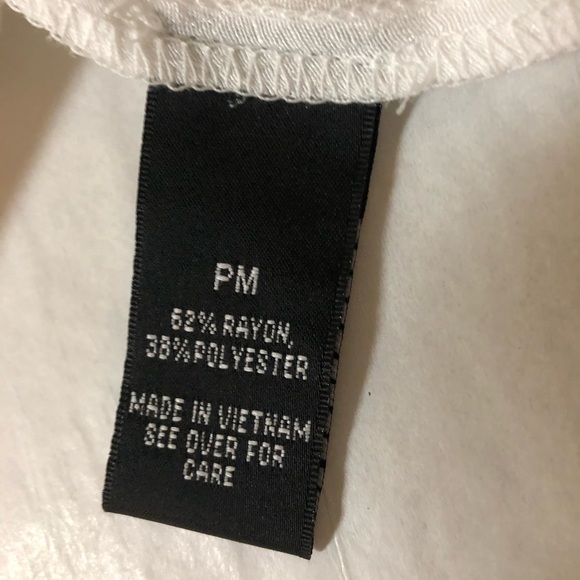 PM
62% RAYON,
38% POLYESTER
MADE IN VIETNAM
SEE OVER FOR
CARE